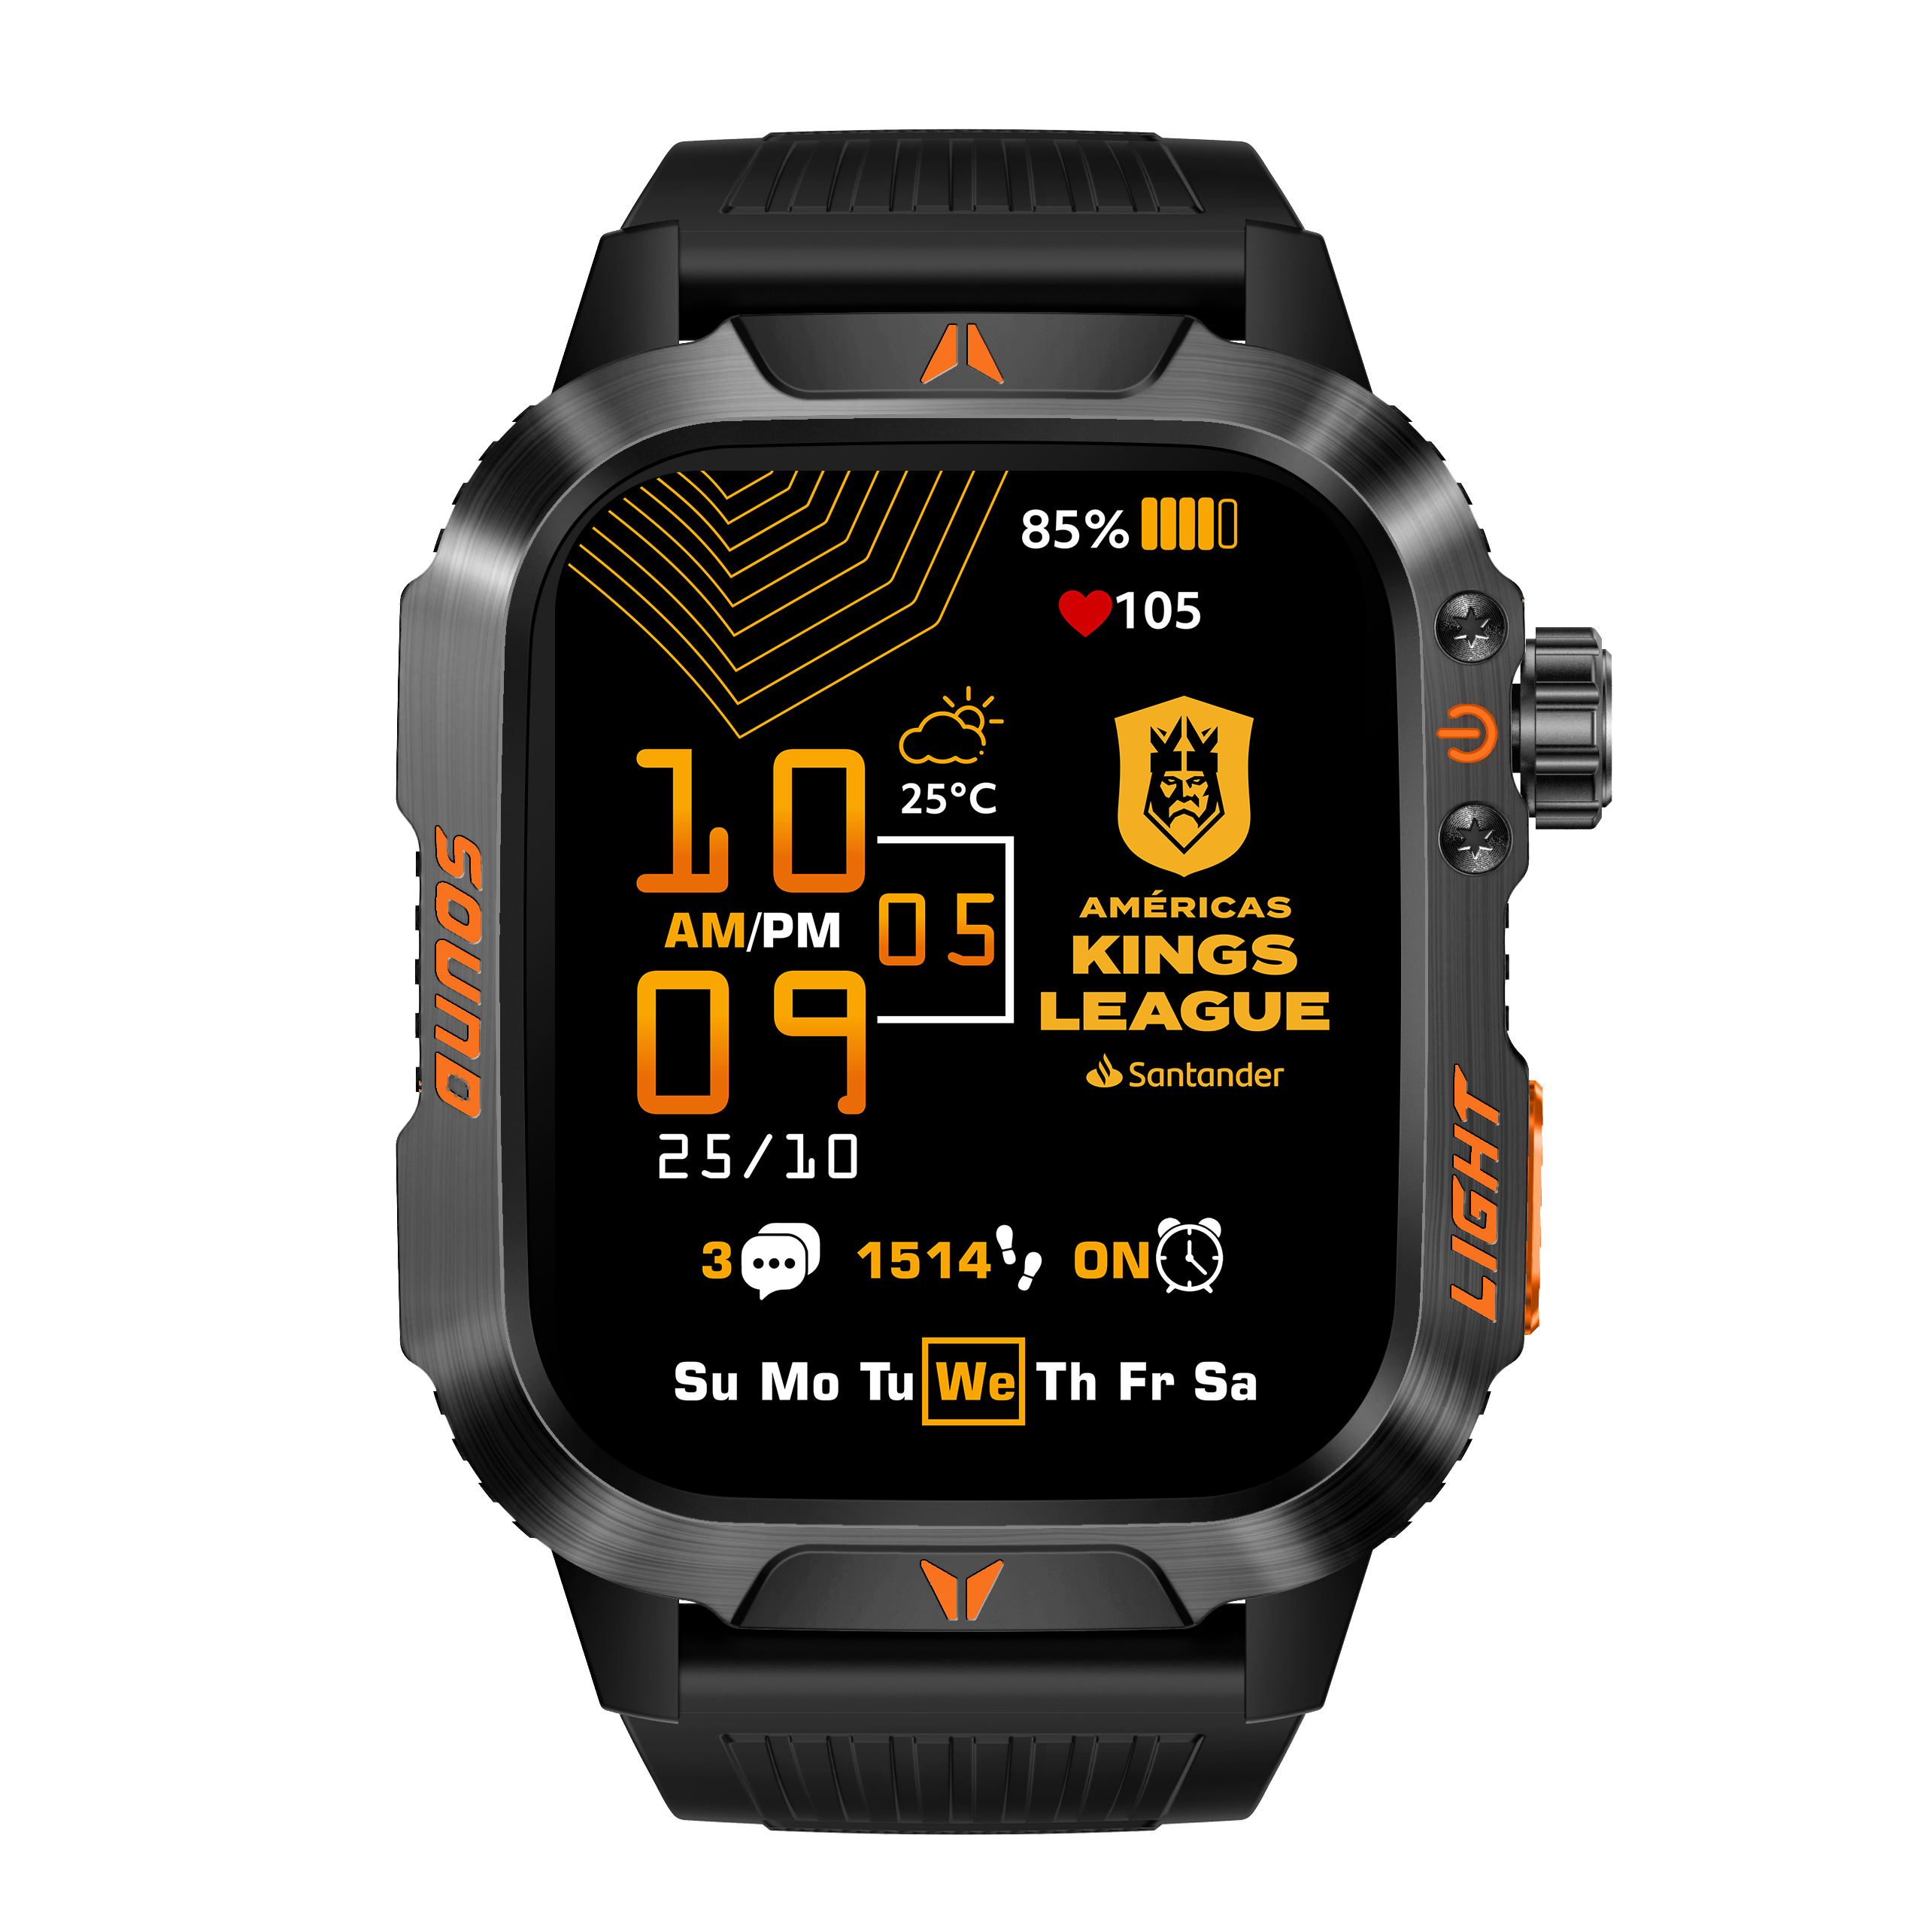 85%
105
25°C
10
AM/PM
05
09
25/10
AMÉRICAS
KINGS
LEAGUE
Santander
3
1514
ON
Su Mo Tu We Th Fr Sa
SOUND
LIGHT